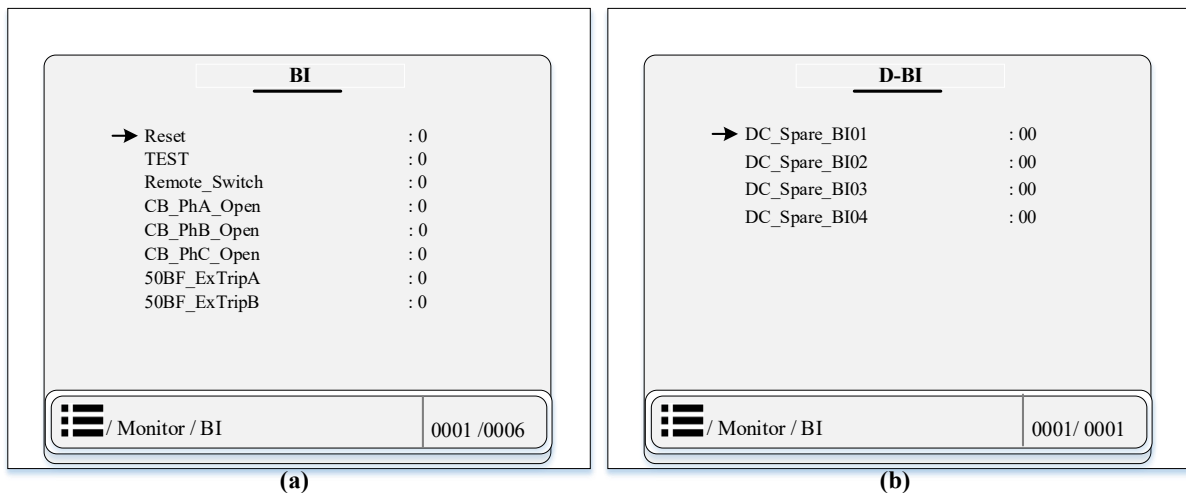 BI
Reset : 0
TEST : 0
Remote_Switch : 0
CB_PhA_Open : 0
CB_PhB_Open : 0
CB_PhC_Open : 0
50BF_ExTripA : 0
50BF_ExTripB : 0
/ Monitor / BI 0001 /0006
(a)
D-BI
DC_Spare_BI01 : 00
DC_Spare_BI02 : 00
DC_Spare_BI03 : 00
DC_Spare_BI04 : 00
/ Monitor / BI 0001/ 0001
(b)